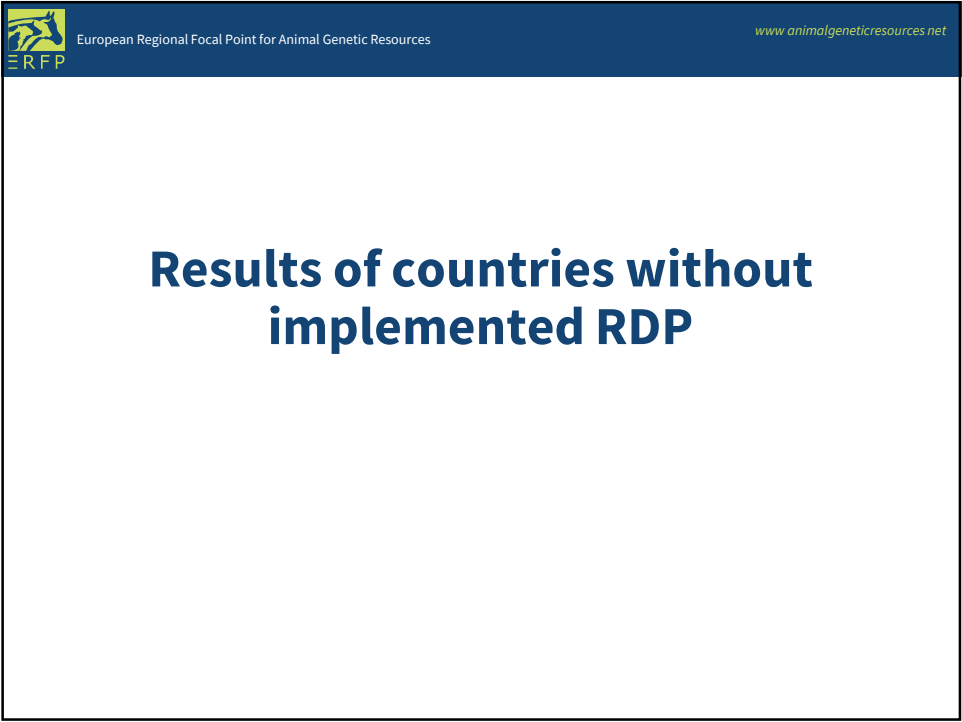 ERFP
European Regional Focal Point for Animal Genetic Resources
www animalgeneticresources net
Results of countries without
implemented RDP